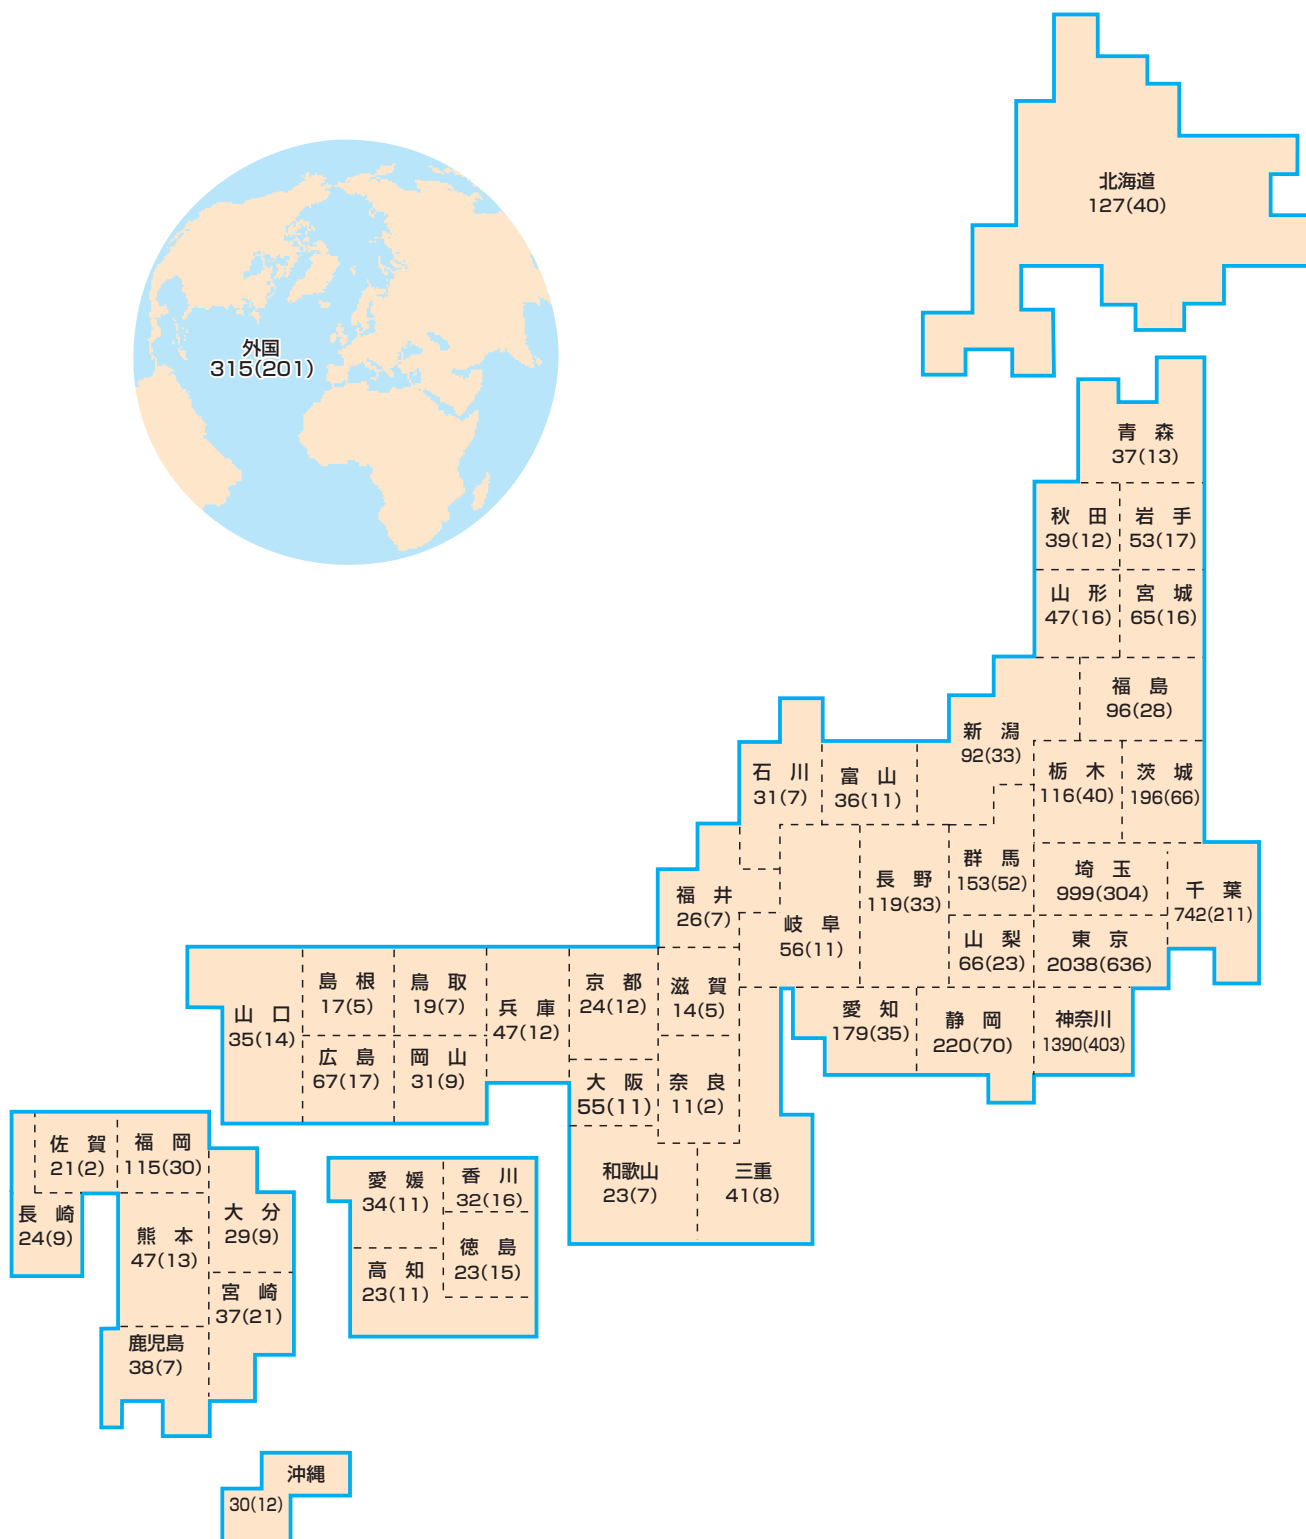 北海道
127(40)
外国
315(201)
青森
37(13)
秋田
39(12)
岩手
53(17)
山形
47(16)
宮城
65(16)
福島
96(28)
新潟
92(33)
栃木
116(40)
茨城
196(66)
石川
31(7)
富山
36(11)
群馬
153(52)
埼玉
999(304)
千葉
742(211)
長野
119(33)
福井
26(7)
岐阜
56(11)
山梨
66(23)
東京
2038(636)
島根
17(5)
鳥取
19(7)
兵庫
47(12)
京都
24(12)
滋賀
14(5)
山口
35(14)
愛知
179(35)
静岡
220(70)
神奈川
1390(403)
広島
67(17)
岡山
31(9)
大阪
55(11)
奈良
11(2)
和歌山
23(7)
三重
41(8)
佐賀
21(2)
福岡
115(30)
愛媛
34(11)
香川
32(16)
長崎
24(9)
熊本
47(13)
大分
29(9)
徳島
23(15)
高知
23(11)
宮崎
37(21)
鹿児島
38(7)
沖縄
30(12)